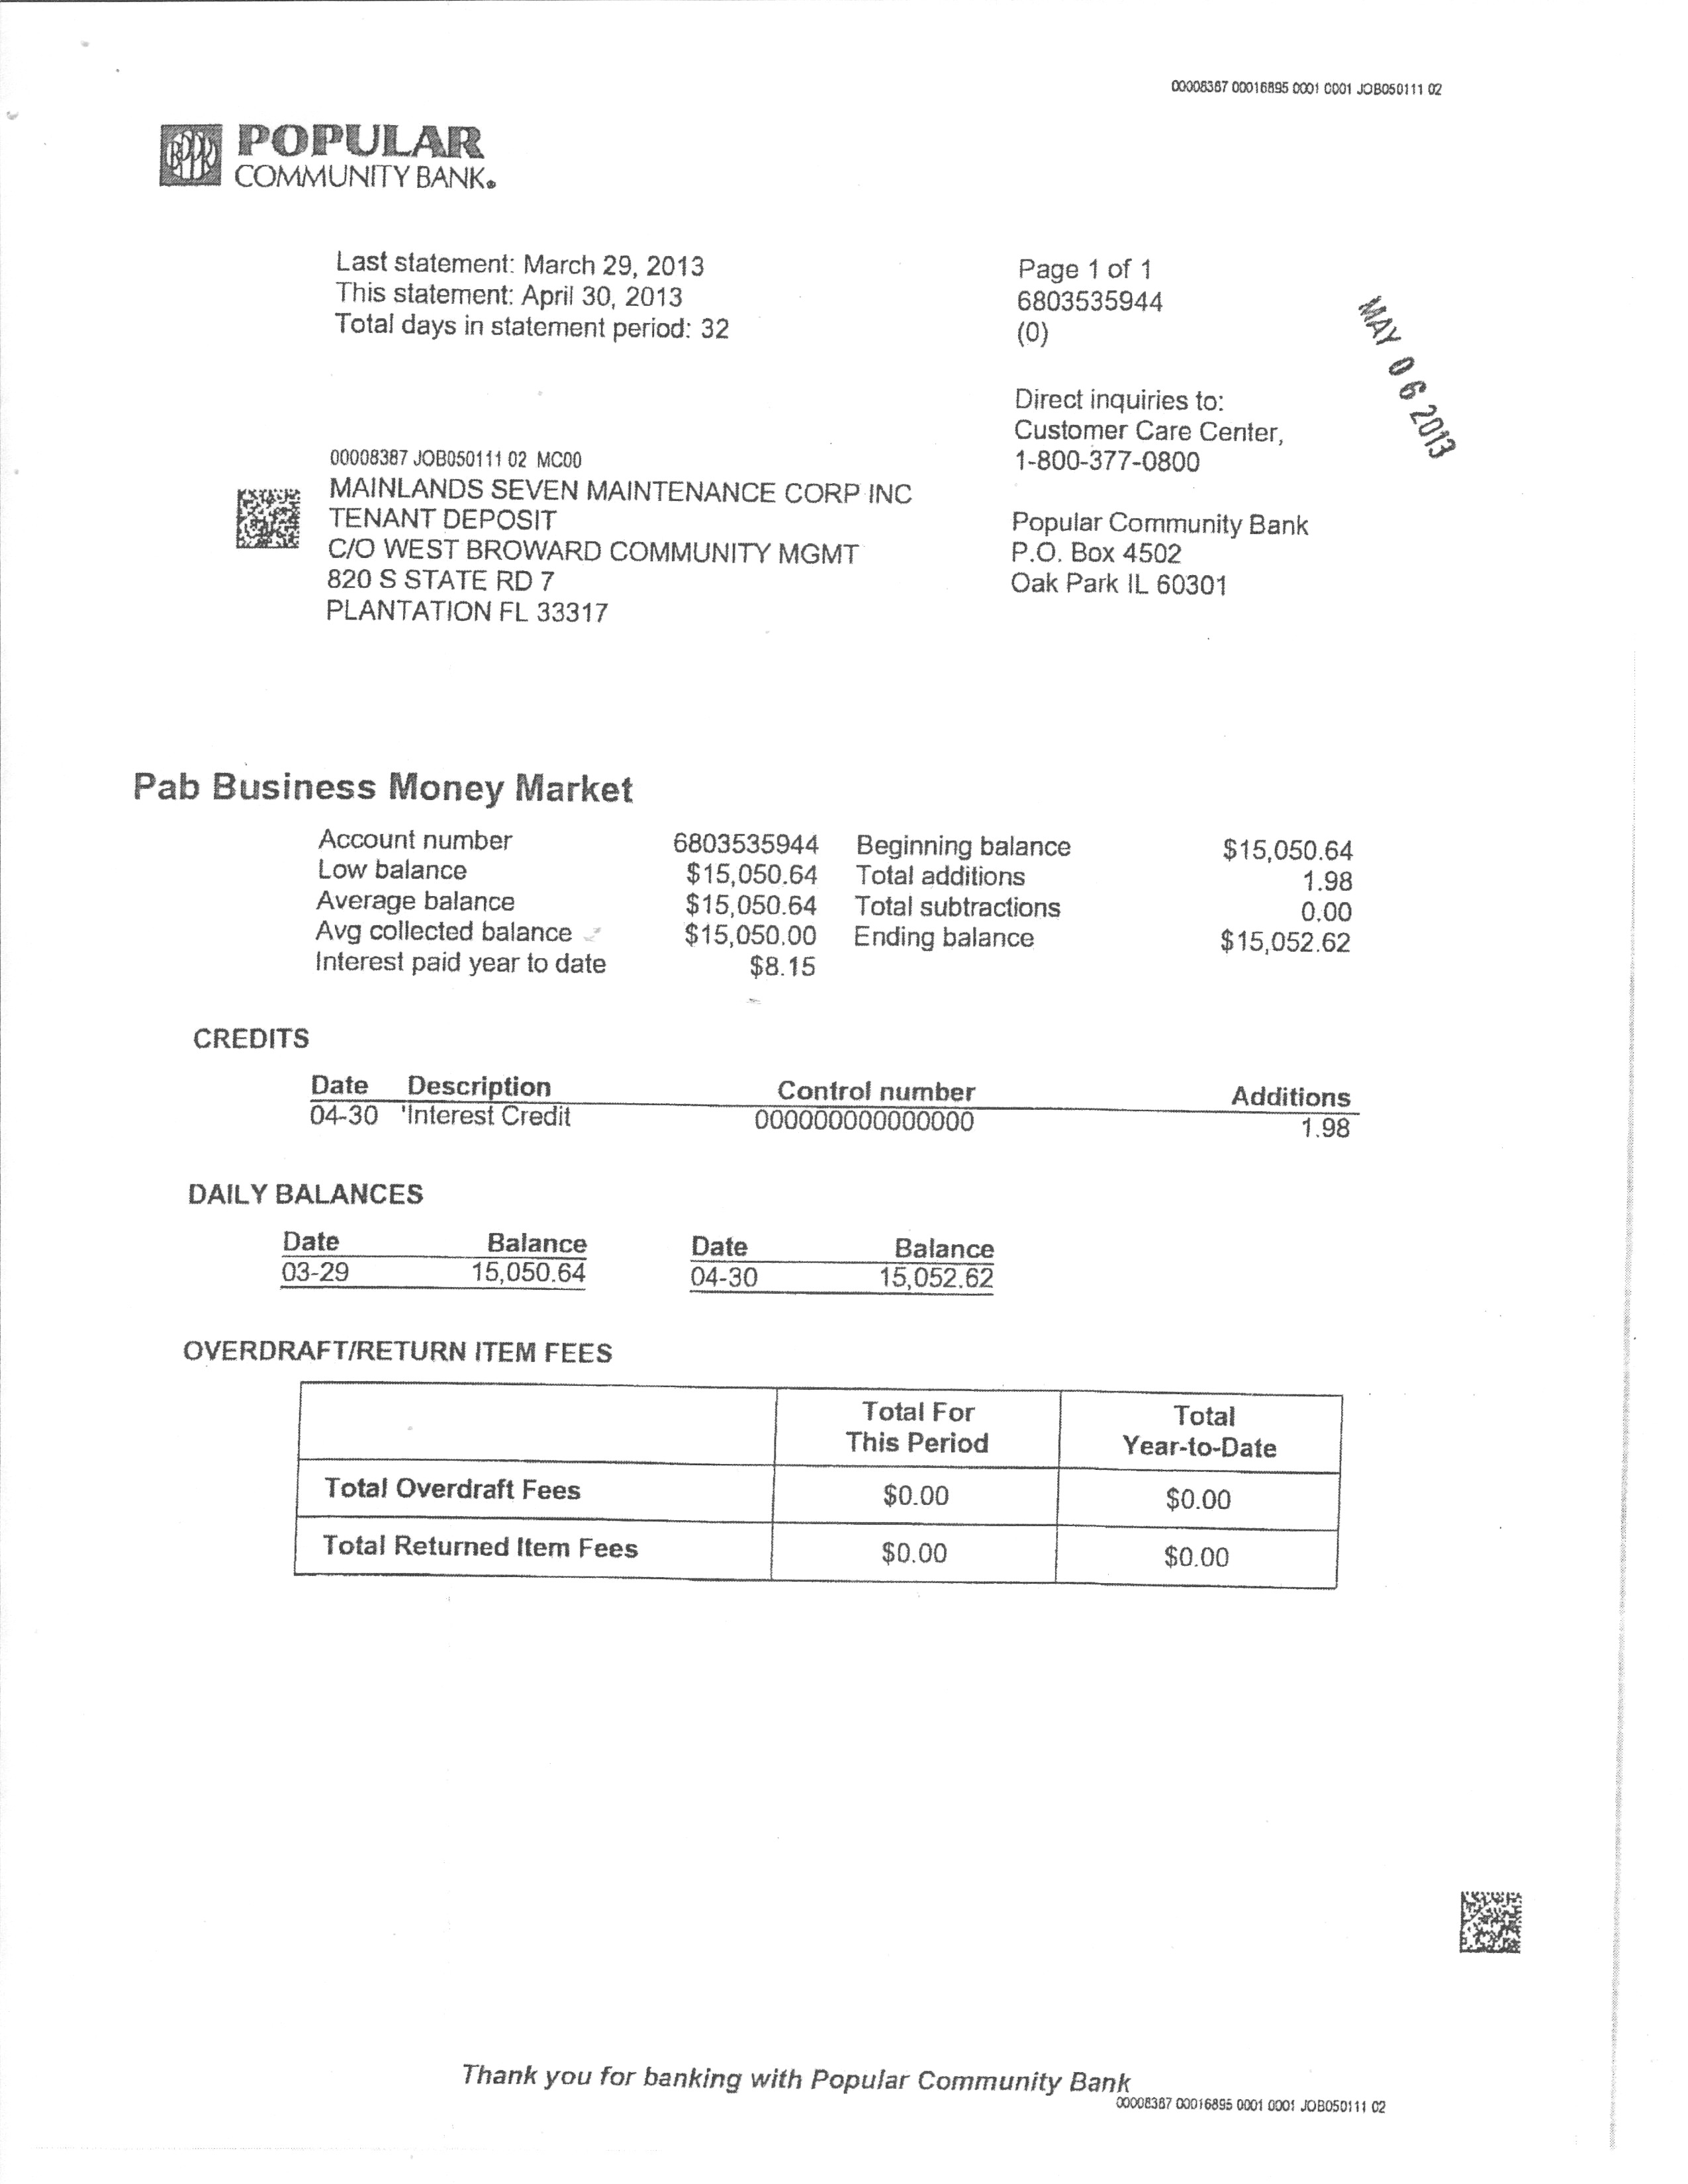 00008387 00016895 0001 0001 JOB050111 02
POPULAR
COMMUNITY BANK®
Last statement: March 29, 2013
This statement: April 30, 2013
Total days in statement period: 32
Page 1 of 1
6803535944
(0)
MAY 06 2013
Direct inquiries to:
Customer Care Center,
1-800-377-0800
00008387 JOB050111 02 MC00
MAINLANDS SEVEN MAINTENANCE CORP INC
TENANT DEPOSIT
C/O WEST BROWARD COMMUNITY MGMT
820 S STATE RD 7
PLANTATION FL 33317
Popular Community Bank
P.O. Box 4502
Oak Park IL 60301
Pab Business Money Market
Account number 6803535944 Beginning balance $15,050.64
Low balance $15,050.64 Total additions 1.98
Average balance $15,050.64 Total subtractions 0.00
Avg collected balance $15,050.00 Ending balance $15,052.62
Interest paid year to date $8.15
CREDITS
Date Description Control number Additions
04-30 'Interest Credit 000000000000000 1.98
DAILY BALANCES
Date Balance Date Balance
03-29 15,050.64 04-30 15,052.62
OVERDRAFT/RETURN ITEM FEES
Total For Total
This Period Year-to-Date
Total Overdraft Fees $0.00 $0.00
Total Returned Item Fees $0.00 $0.00
Thank you for banking with Popular Community Bank
00008387 00016895 0001 0001 JOB050111 02